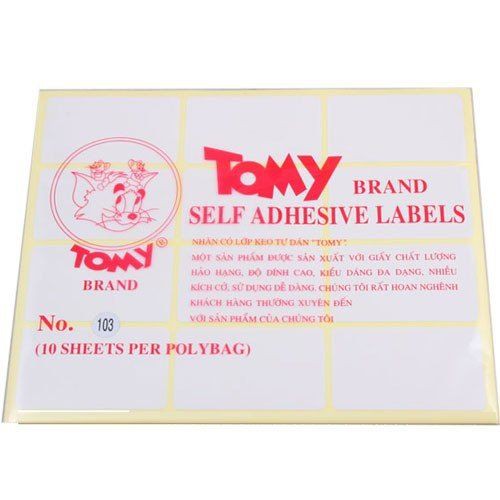 TOMY BRAND
SELF ADHESIVE LABELS
NHÃN CÓ LỚP KEO TỰ DÁN "TOMY".
MỘT SẢN PHẨM ĐƯỢC SẢN XUẤT VỚI GIẤY CHẤT LƯỢNG
HẢO HẠNG, ĐỘ DÍNH CAO, KIỂU DÁNG ĐA DẠNG, NHIỀU
KÍCH CỠ, SỬ DỤNG DỄ DÀNG. CHÚNG TÔI RẤT HOAN NGHÊNH
KHÁCH HÀNG THƯỜNG XUYÊN ĐẾN
VỚI SẢN PHẨM CỦA CHÚNG TÔI
TOMY®
BRAND
No. 103
(10 SHEETS PER POLYBAG)